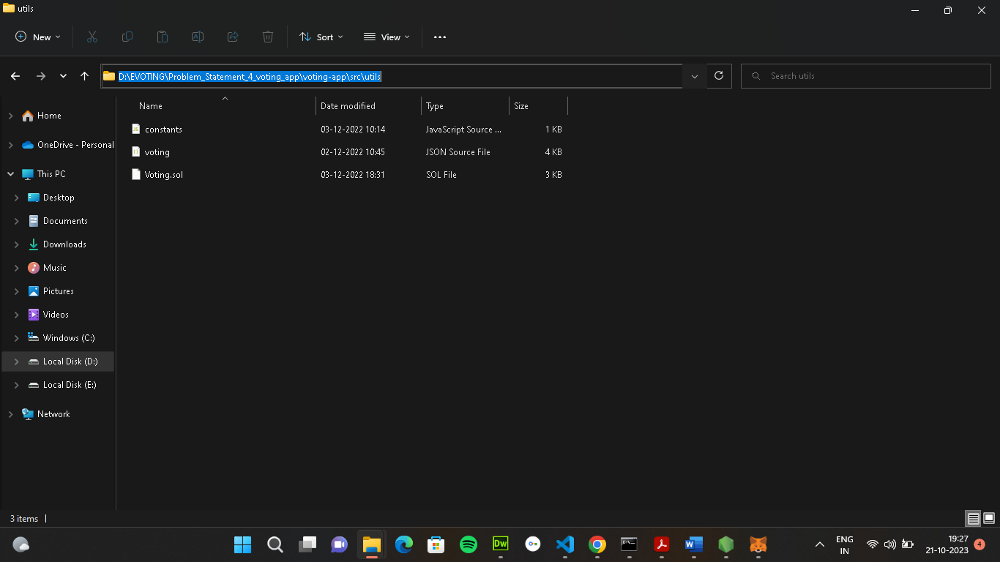 utils
New
Sort
View
D:\EVOTING\Problem_Statement_4_voting_app\voting-app\src\utils
Search utils
Name Date modified Type Size
constants 03-12-2022 10:14 JavaScript Source ... 1 KB
voting 02-12-2022 10:45 JSON Source File 4 KB
Voting.sol 03-12-2022 18:31 SOL File 3 KB
Home
OneDrive - Personal
This PC
Desktop
Documents
Downloads
Music
Pictures
Videos
Windows (C:)
Local Disk (D:)
Local Disk (E:)
Network
3 items
Dw
ENG
IN
19:27
21-10-2023
4